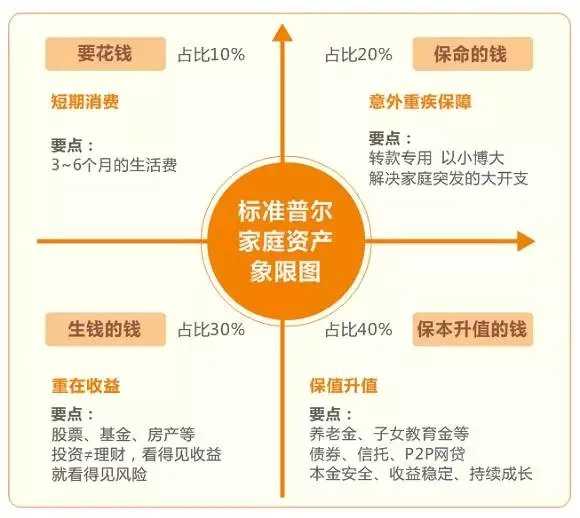 要花钱 占比10%
短期消费
要点：
3~6个月的生活费
占比20% 保命的钱
意外重疾保障
要点：
转款专用 以小博大
解决家庭突发的大开支
标准普尔
家庭资产
象限图
生钱的钱 占比30%
重在收益
要点：
股票、基金、房产等
投资≠理财，看得见收益
就看得见风险
占比40% 保本升值的钱
保值升值
要点：
养老金、子女教育金等
债券、信托、P2P网贷
本金安全、收益稳定、持续成长